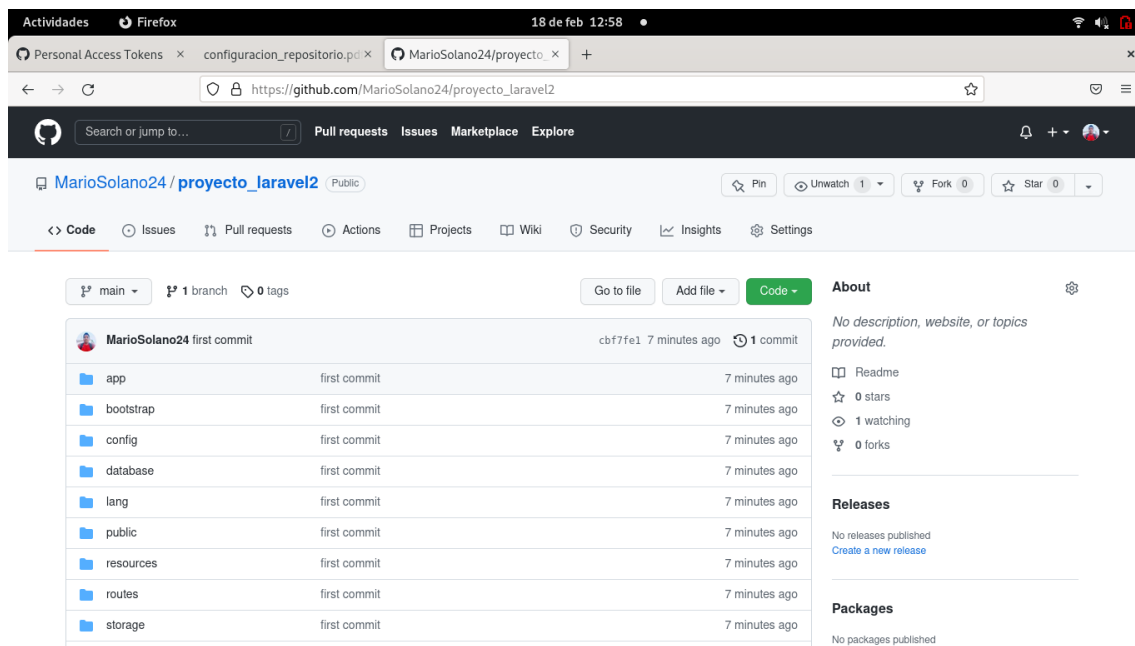 Actividades Firefox 18 de feb 12:58
Personal Access Tokens × configuracion_repositorio.pd × MarioSolano24/proyecto_ × +
https://github.com/MarioSolano24/proyecto_laravel2
Search or jump to... / Pull requests Issues Marketplace Explore
MarioSolano24 / proyecto_laravel2 Public Pin Unwatch 1 Fork 0 Star 0
Code Issues Pull requests Actions Projects Wiki Security Insights Settings
main 1 branch 0 tags Go to file Add file Code
About
No description, website, or topics provided.
MarioSolano24 first commit cbf7fe1 7 minutes ago 1 commit
app first commit 7 minutes ago
bootstrap first commit 7 minutes ago
config first commit 7 minutes ago
database first commit 7 minutes ago
lang first commit 7 minutes ago
public first commit 7 minutes ago
resources first commit 7 minutes ago
routes first commit 7 minutes ago
storage first commit 7 minutes ago
Readme
0 stars
1 watching
0 forks
Releases
No releases published
Create a new release
Packages
No packages published